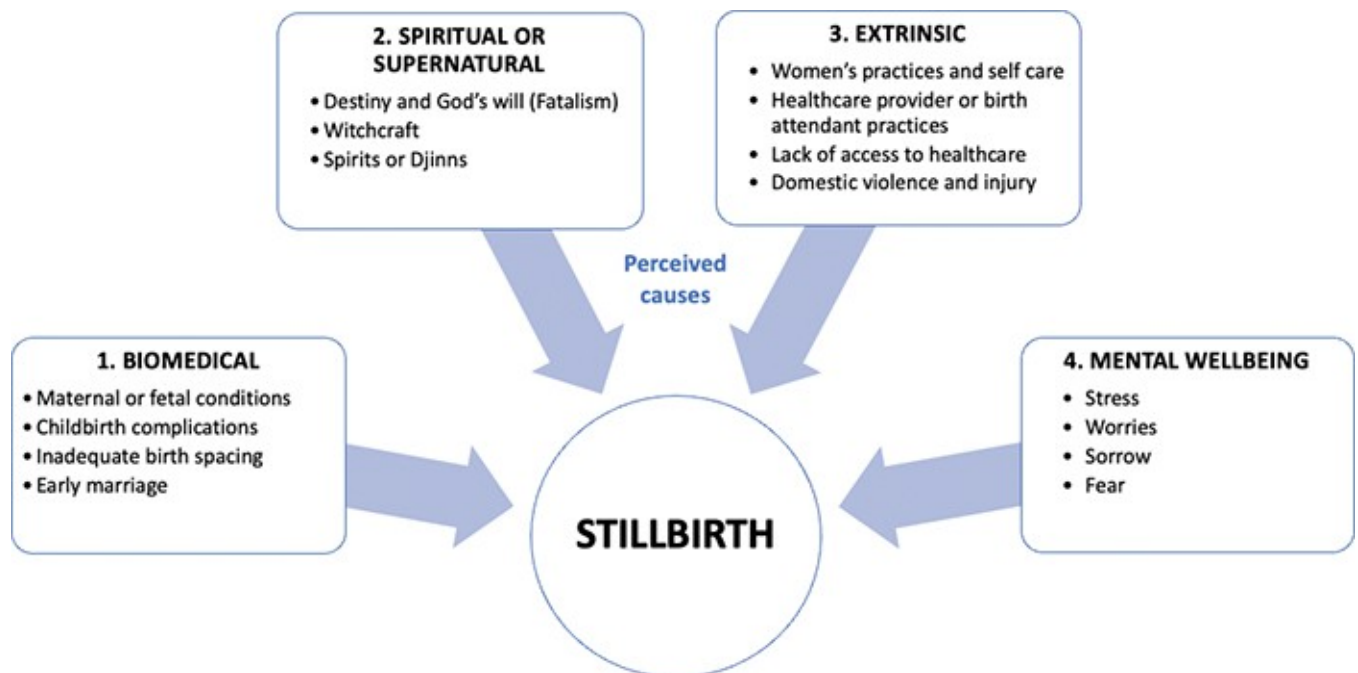 1. BIOMEDICAL
• Maternal or fetal conditions
• Childbirth complications
• Inadequate birth spacing
• Early marriage
2. SPIRITUAL OR
SUPERNATURAL
• Destiny and God's will (Fatalism)
• Witchcraft
• Spirits or Djinns
3. EXTRINSIC
• Women's practices and self care
• Healthcare provider or birth
attendant practices
• Lack of access to healthcare
• Domestic violence and injury
4. MENTAL WELLBEING
• Stress
• Worries
• Sorrow
• Fear
Perceived
causes
STILLBIRTH